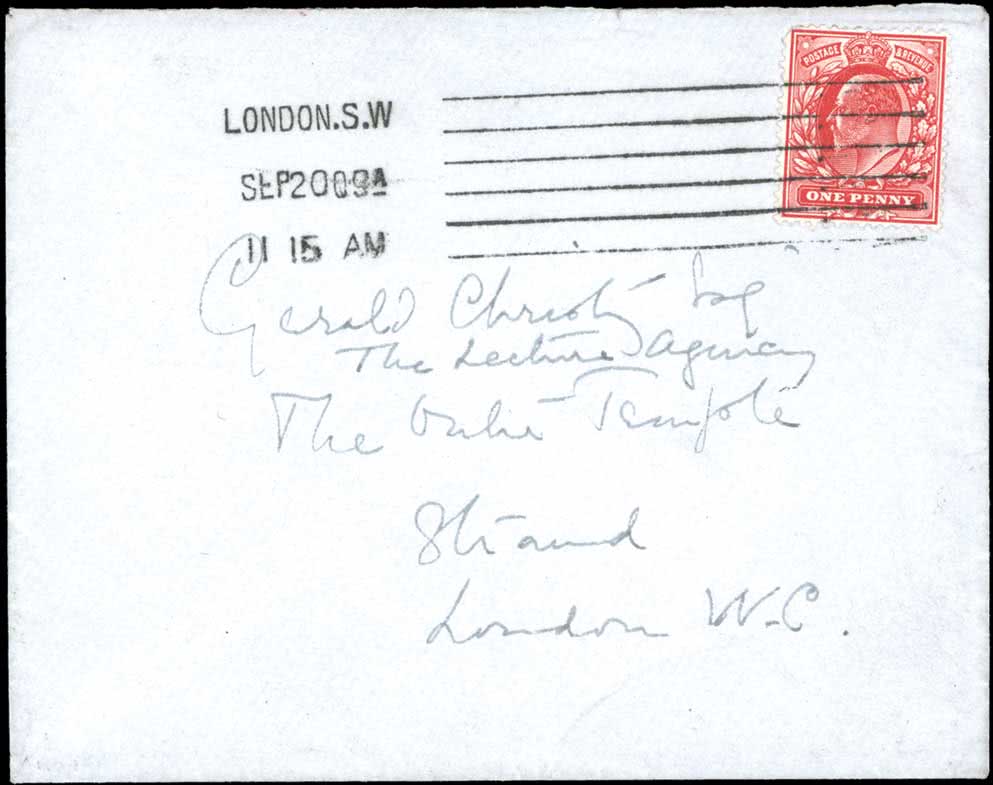 POSTAGE & REVENUE
LONDON.S.W
SEP20 09A
11 15 AM
ONE PENNY
Gerald Christy Esq
The Lecture Agency
The Outer Temple
Strand
London W.C.